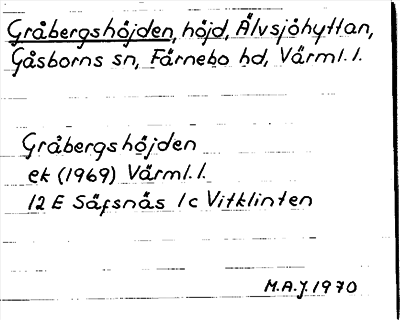 Gråbergshöjden, höjd, Älvsjöhyttan,
Gåsborns sn, Färnebo hd, Värml. l.
Gråbergshöjden
ek (1969) Värml. l.
12 E Säfsnäs 1c Vitklinten
M.A.J. 1970